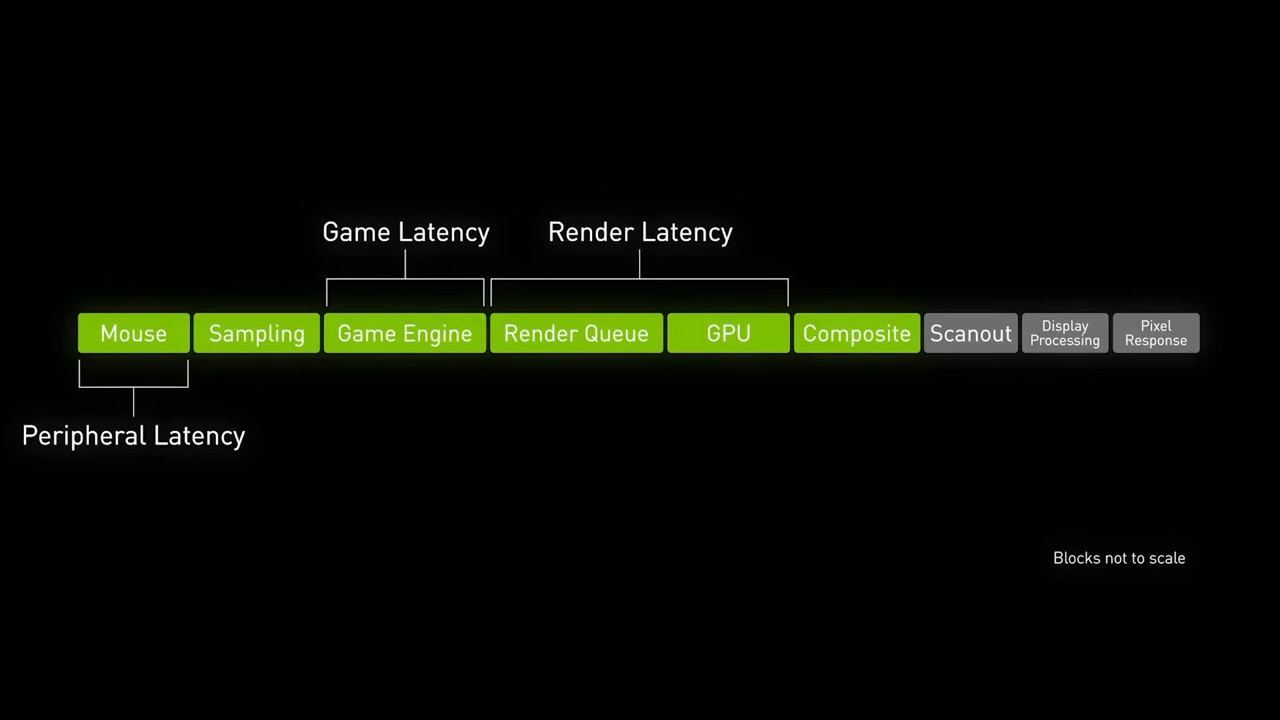 Game Latency
Render Latency
Mouse
Sampling
Game Engine
Render Queue
GPU
Composite
Scanout
Display
Processing
Pixel
Response
Peripheral Latency
Blocks not to scale